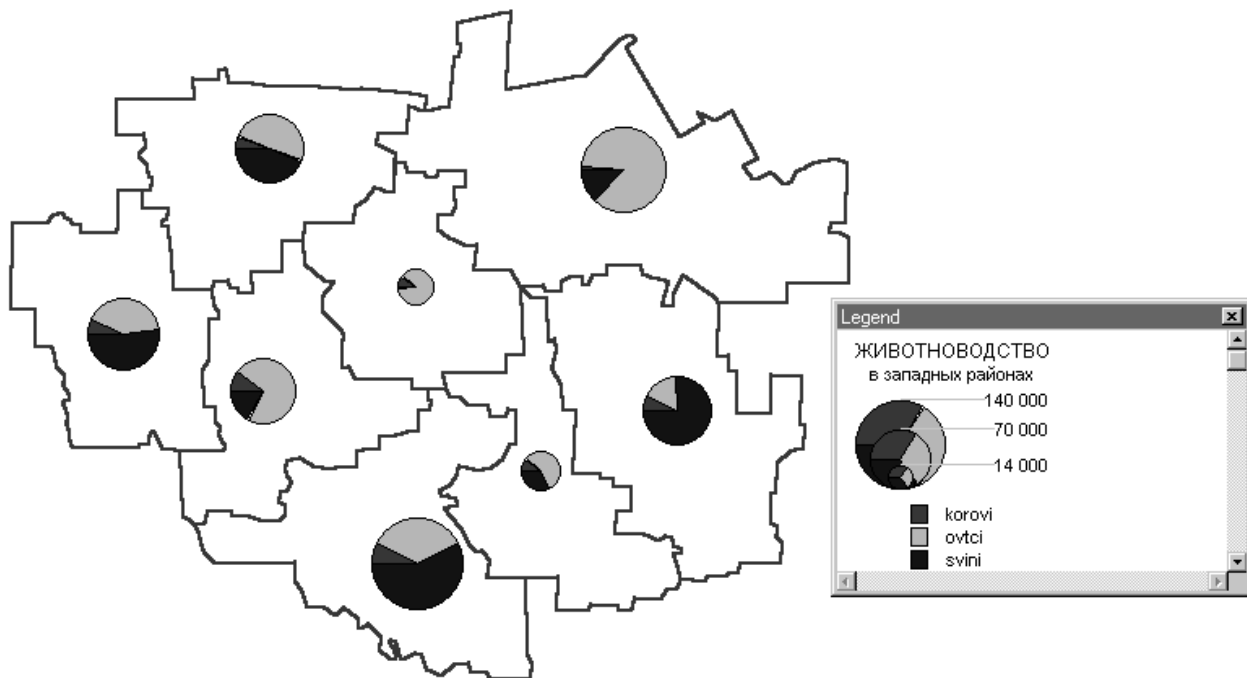 Legend
ЖИВОТНОВОДСТВО
в западных районах
140 000
70 000
14 000
korovi
ovtci
svini